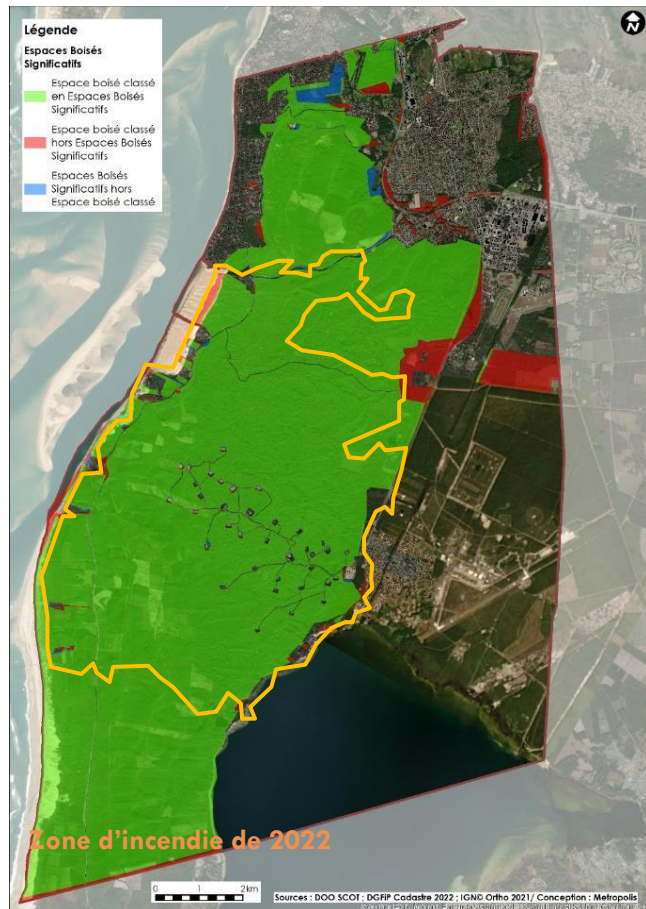 Légende
Espaces Boisés
Significatifs
Espace boisé classé
en Espaces Boisés
Significatifs
Espace boisé classé
hors Espaces Boisés
Significatifs
Espaces Boisés
Significatifs hors
Espace boisé classé
N
Zone d'incendie de 2022
0 1 2 km
Sources : DOO SCOT ; DGFiP Cadastre 2022 ; IGN© Ortho 2021/ Conception : Metropolis